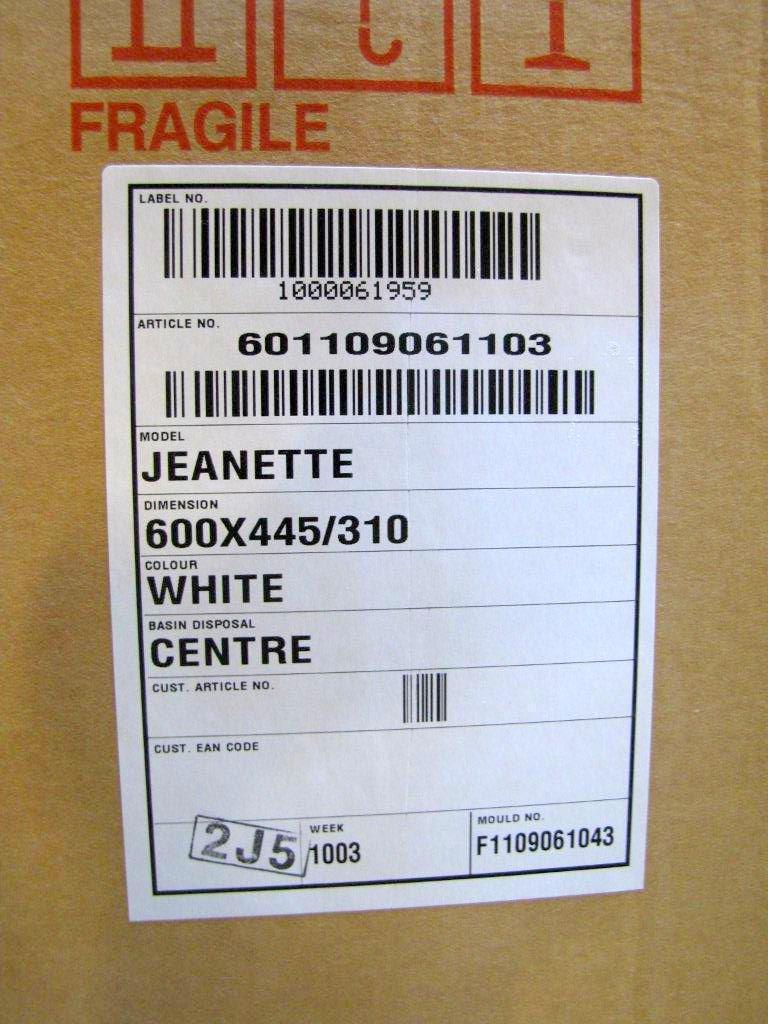 FRAGILE
LABEL NO.
1000061959
ARTICLE NO.
601109061103
MODEL
JEANETTE
DIMENSION
600X445/310
COLOUR
WHITE
BASIN DISPOSAL
CENTRE
CUST. ARTICLE NO.
CUST. EAN CODE
2J5
WEEK
1003
MOULD NO.
F1109061043